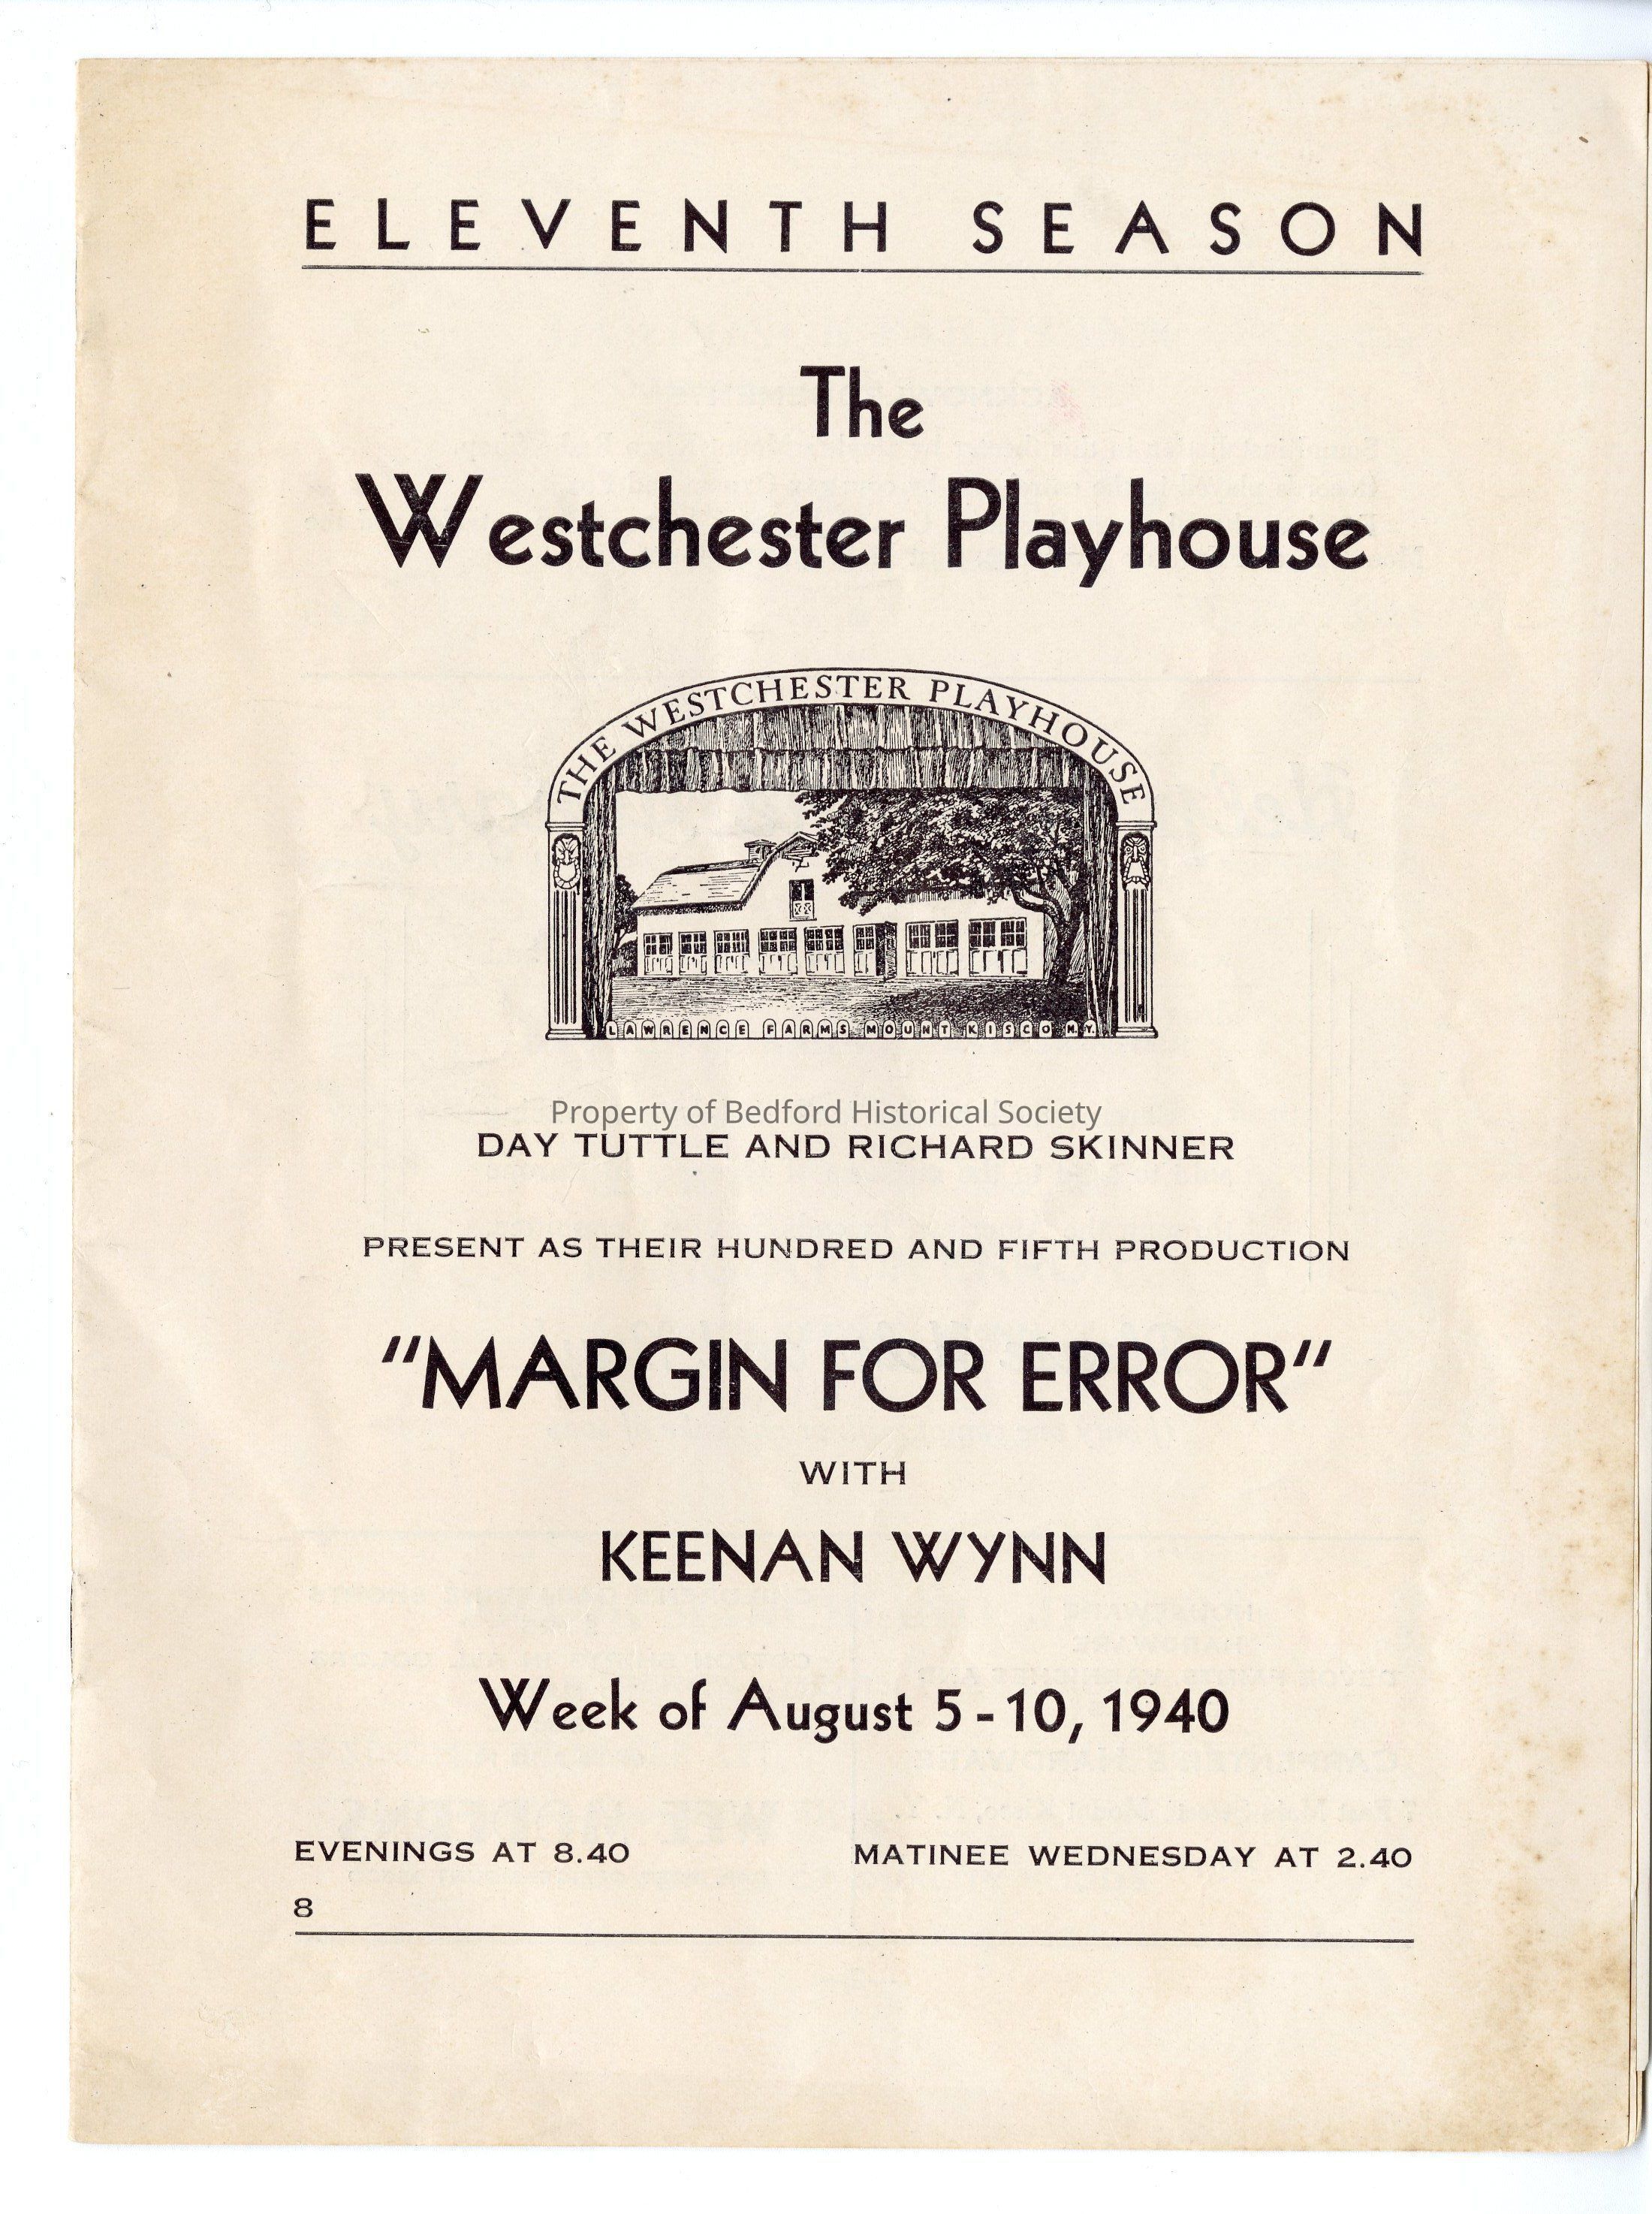 ELEVENTH SEASON
The
Westchester Playhouse
THE WESTCHESTER PLAYHOUSE
LAWRENCE FARMS MOUNT KISCO N.Y.
Property of Bedford Historical Society
DAY TUTTLE AND RICHARD SKINNER
PRESENT AS THEIR HUNDRED AND FIFTH PRODUCTION
"MARGIN FOR ERROR"
WITH
KEENAN WYNN
Week of August 5-10, 1940
EVENINGS AT 8.40 MATINEE WEDNESDAY AT 2.40
8